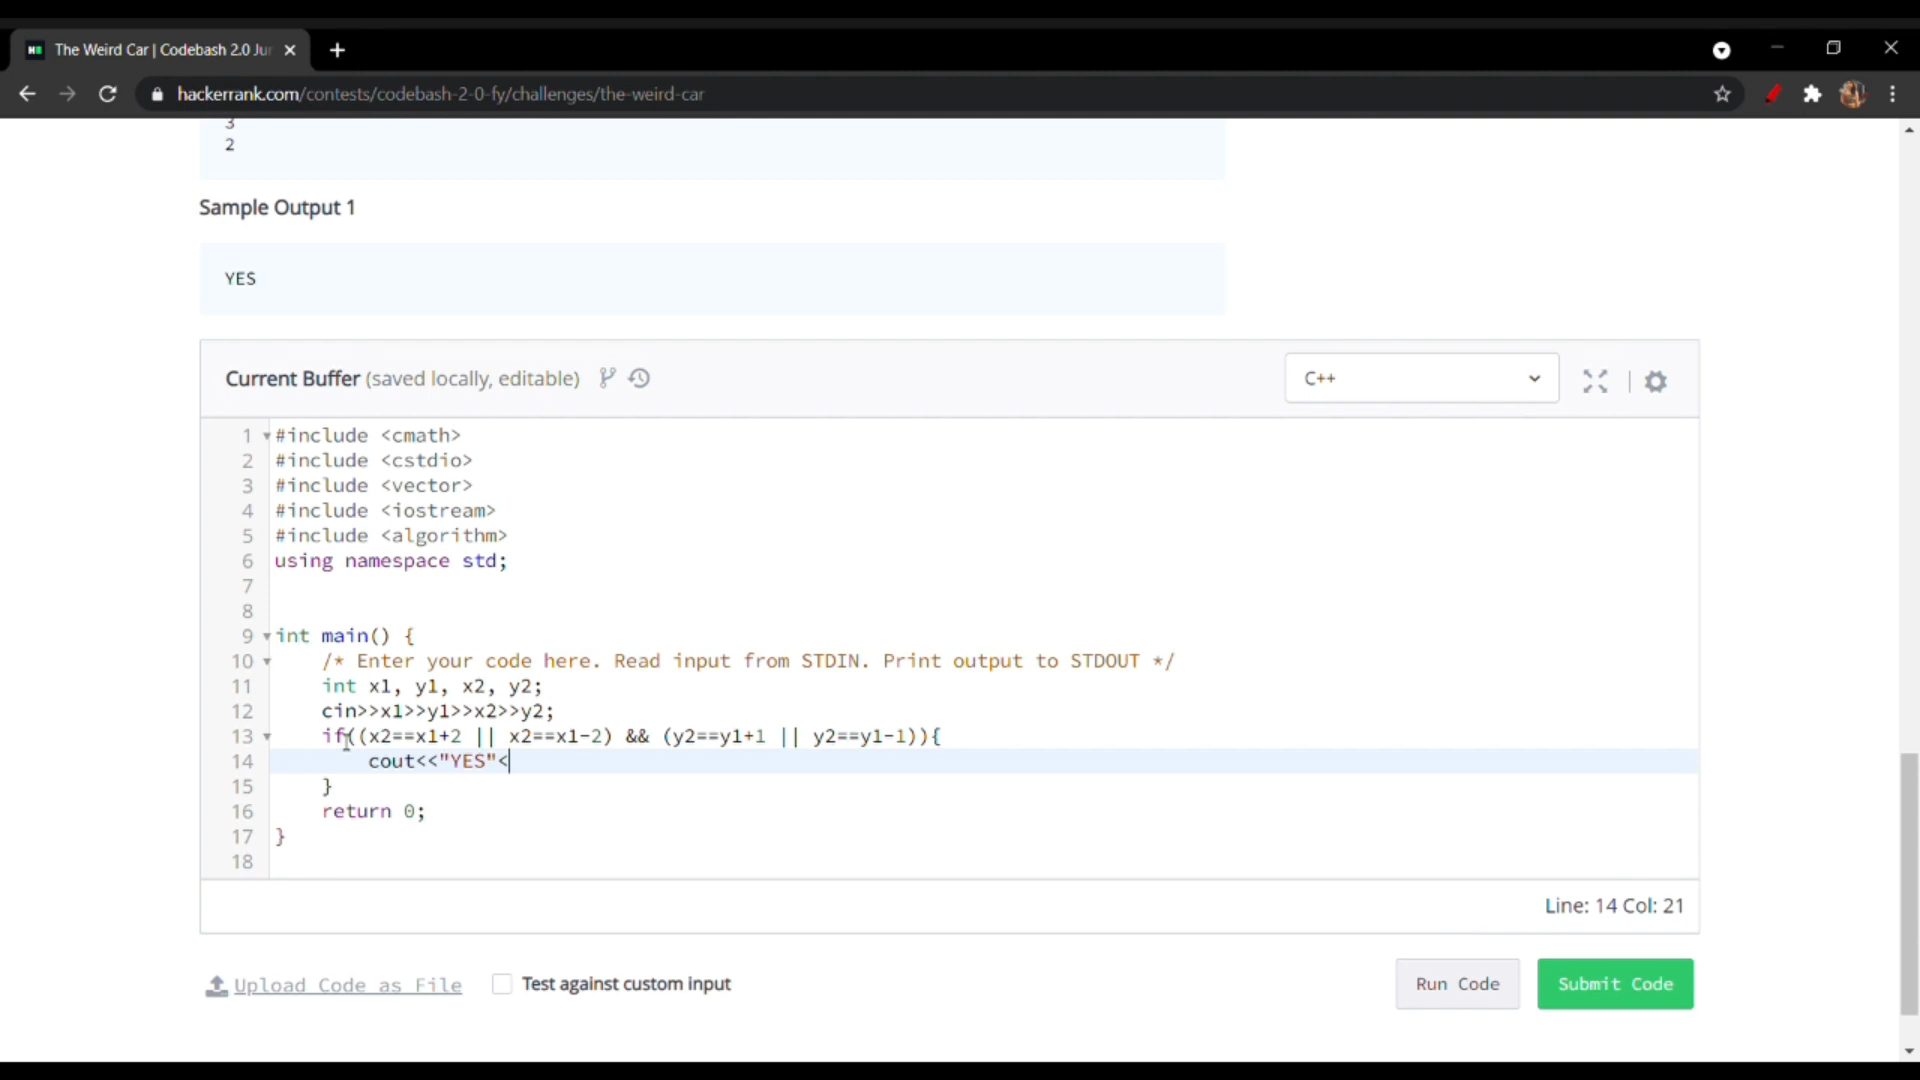 The Weird Car | Codebash 2.0 Jur
hackerrank.com/contests/codebash-2-0-fy/challenges/the-weird-car
3
2
Sample Output 1
YES
Current Buffer (saved locally, editable)
C++
1 #include <cmath>
2 #include <cstdio>
3 #include <vector>
4 #include <iostream>
5 #include <algorithm>
6 using namespace std;
7
8
9 int main() {
10 /* Enter your code here. Read input from STDIN. Print output to STDOUT */
11 int x1, y1, x2, y2;
12 cin>>x1>>y1>>x2>>y2;
13 if((x2==x1+2 || x2==x1-2) && (y2==y1+1 || y2==y1-1)){
14 cout<<"YES"<
15 }
16 return 0;
17 }
18
Line: 14 Col: 21
Upload Code as File
Test against custom input
Run Code
Submit Code